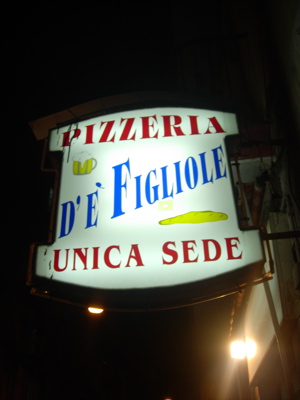 PIZZERIA
D'È FIGLIOLE
UNICA SEDE